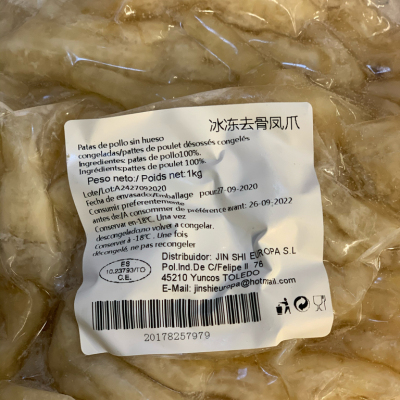 冰冻去骨凤爪
Patas de pollo sin hueso
congeladas/pattes de poulet désossés congelés
Ingredientes: patas de pollo100%.
Ingrédients:pattes de poulet 100%.
Peso neto:/ Poids net:1kg
Lote/Lot:A2427092020
Fecha de envasado/emballage pour:27-09-2020
Consumir preferentemente
antes de:/A consommer de préférence avant: 26-09-2022
Conservar en-18℃. Una vez
descongelado,no volver a congelar.
Conservé à -18℃. Une fois
décongelé, ne pas recongeler
ES
10.23793/TO
C.E.
Distribuidor: JIN SHI EUROPA S.L
Pol.Ind.De C/Felipe II 76
45210 Yuncos TOLEDO
E-Mail: jinshieuropa@hotmail.com
20178257979